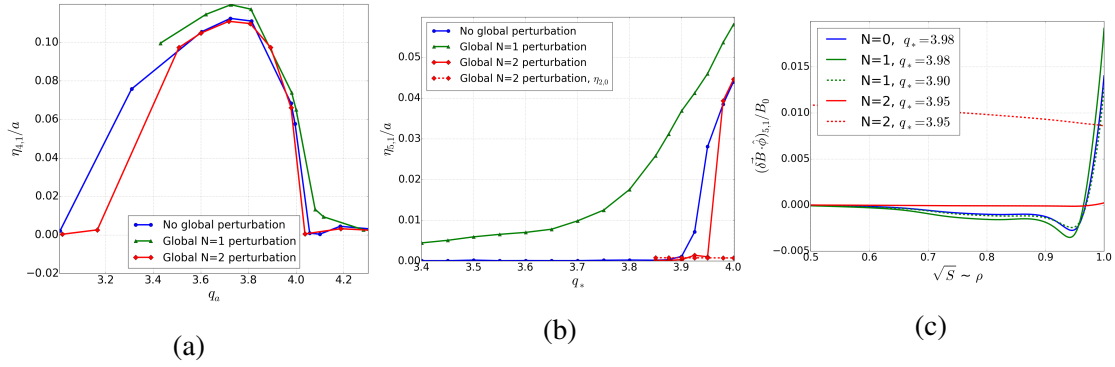 0.10
0.08
0.06
0.04
0.02
0.00
−0.02
η4,1/a
3.2 3.4 3.6 3.8 4.0 4.2
qa
No global perturbation
Global N=1 perturbation
Global N=2 perturbation
(a)
0.05
0.04
0.03
0.02
0.01
0.00
η5,1/a
3.4 3.5 3.6 3.7 3.8 3.9 4.0
q*
No global perturbation
Global N=1 perturbation
Global N=2 perturbation
Global N=2 perturbation, η2,0
(b)
0.015
0.010
0.005
0.000
−0.005
(δB⃗·φ̂)5,1/B0
0.5 0.6 0.7 0.8 0.9 1.0
√S ∼ ρ
N=0, q*=3.98
N=1, q*=3.98
N=1, q*=3.90
N=2, q*=3.95
N=2, q*=3.95
(c)